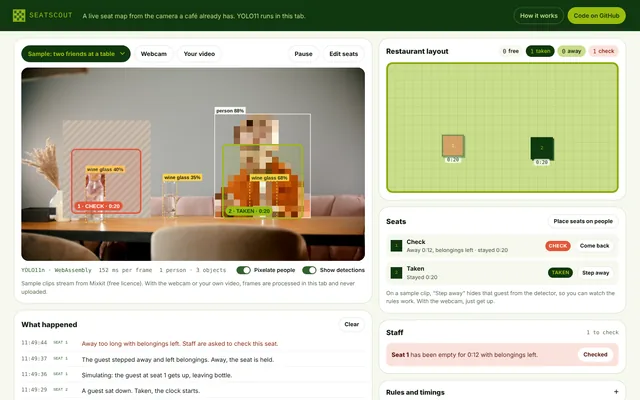 SEATSCOUT
A live seat map from the camera a café already has. YOLO11 runs in this tab.
How it works
Code on GitHub
Sample: two friends at a table
Webcam
Your video
Pause
Edit seats
person 88%
wine glass 40%
wine glass 35%
wine glass 68%
1 · CHECK · 0:20
2 · TAKEN · 0:20
YOLO11n · WebAssembly 152 ms per frame 1 person · 3 objects
Pixelate people
Show detections
Sample clips stream from Mixkit (free licence). With the webcam or your own video, frames are processed in this tab and never
uploaded.
What happened
Clear
11:49:44 SEAT 1 Away too long with belongings left. Staff are asked to check this seat.
11:49:37 SEAT 1 The guest stepped away and left belongings. Away, the seat is held.
11:49:36 SEAT 1 Simulating: the guest at seat 1 gets up, leaving bottle.
11:49:29 SEAT 2 A guest sat down. Taken, the clock starts.
Restaurant layout
0 free
1 taken
0 away
1 check
1
0:20
2
0:20
Seats
Place seats on people
1
Check
Away 0:12, belongings left · stayed 0:20
CHECK
Come back
2
Taken
Stayed 0:20
TAKEN
Step away
On a sample clip, "Step away" hides that guest from the detector, so you can watch the
rules work. With the webcam, just get up.
Staff
1 to check
Seat 1 has been empty for 0:12 with belongings left.
Checked
Rules and timings
+